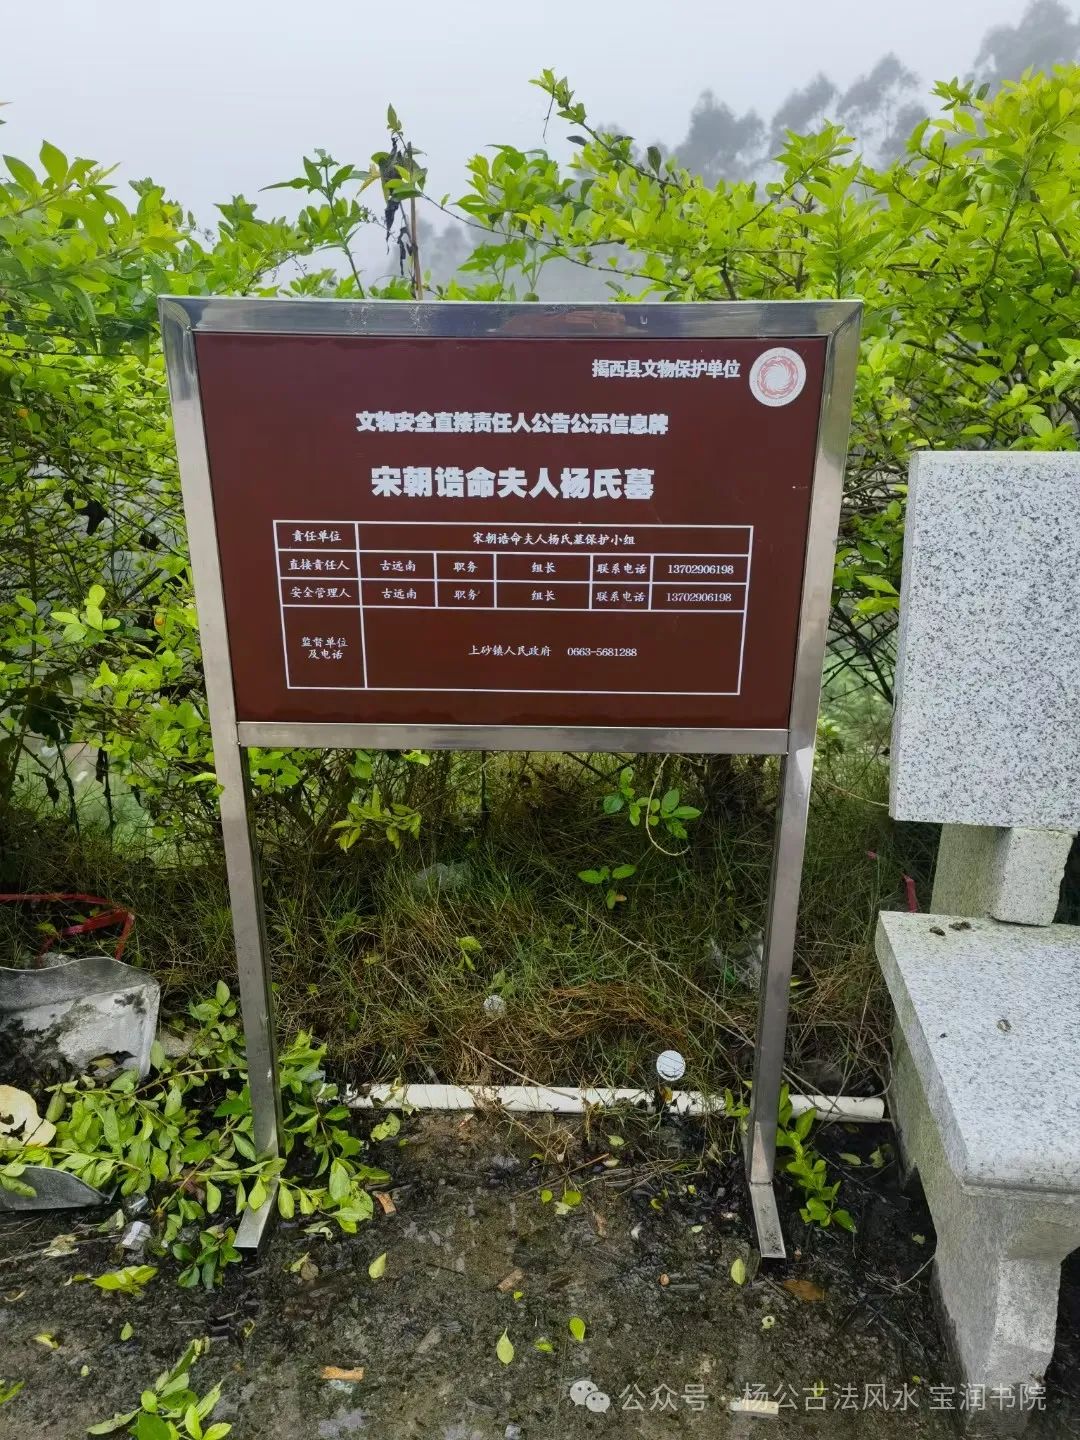 揭西县文物保护单位
文物安全直接责任人公告公示信息牌
宋朝诰命夫人杨氏墓
責任单位 宋朝诰命夫人杨氏墓保护小组
直接責任人 古远南 职务 组长 联系电话 13702906198
安全管理人 古远南 职务 组长 联系电话 13702906198
监督单位
及电话
上砂镇人民政府 0663-5681288
公众号 · 杨公古法风水 宝润书院